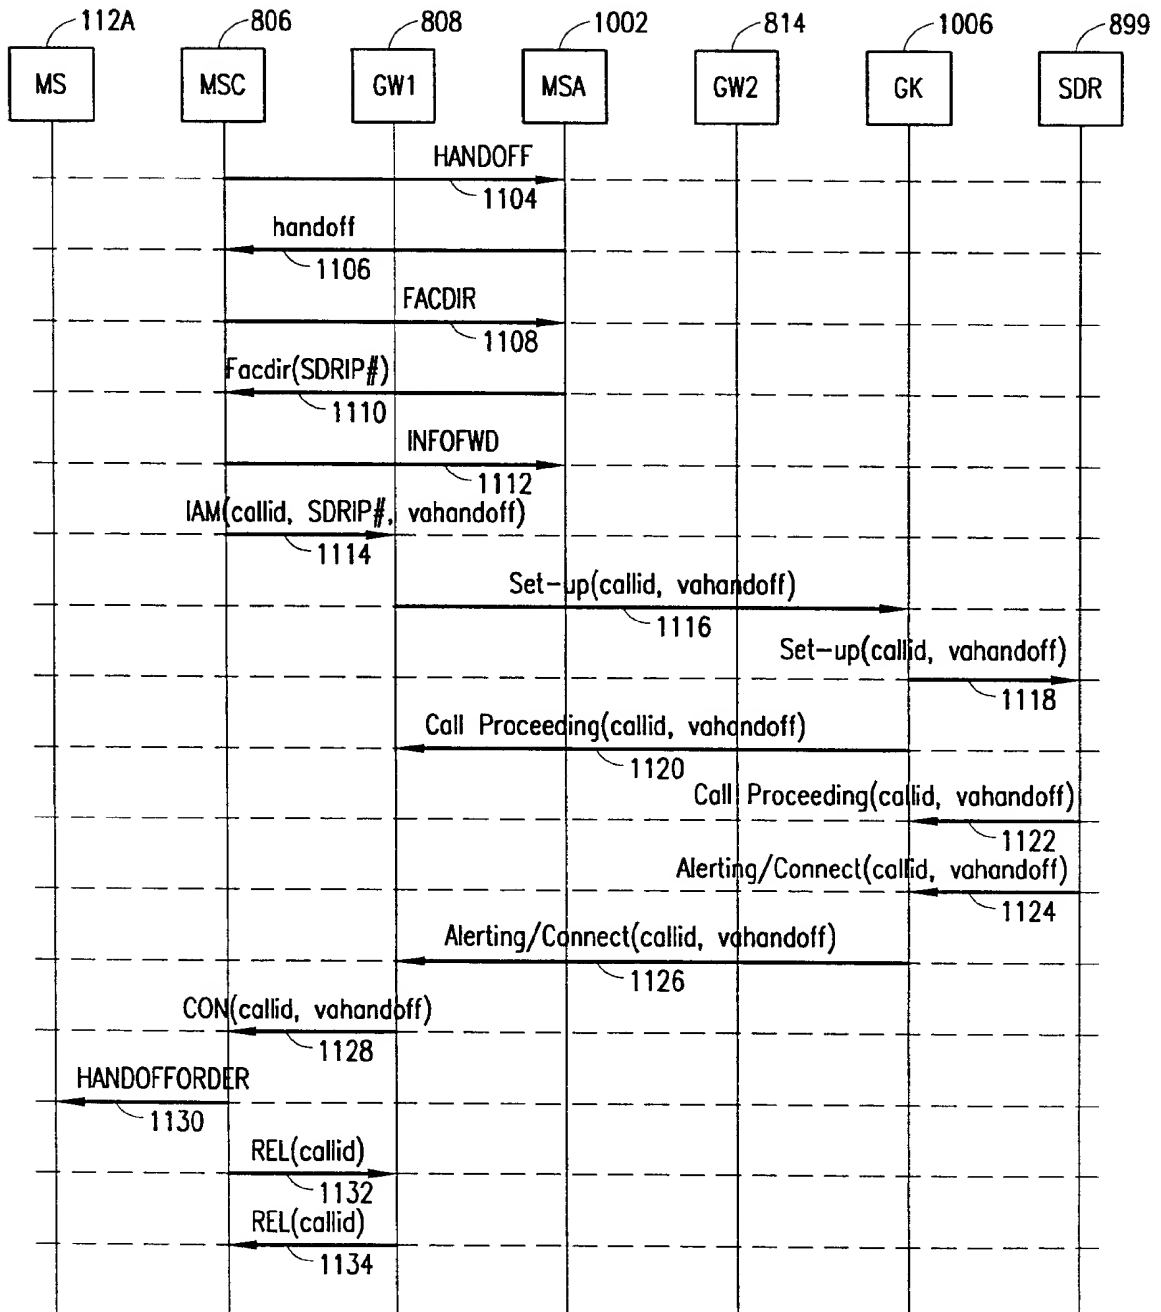 112A 806 808 1002 814 1006 899
MS MSC GW1 MSA GW2 GK SDR
HANDOFF
1104
handoff
1106
FACDIR
1108
Facdir(SDRIP#)
1110
INFOFWD
1112
IAM(callid, SDRIP#, vahandoff)
1114
Set-up(callid, vahandoff)
1116
Set-up(callid, vahandoff)
1118
Call Proceeding(callid, vahandoff)
1120
Call Proceeding(callid, vahandoff)
1122
Alerting/Connect(callid, vahandoff)
1124
Alerting/Connect(callid, vahandoff)
1126
CON(callid, vahandoff)
1128
HANDOFFORDER
1130
REL(callid)
1132
REL(callid)
1134